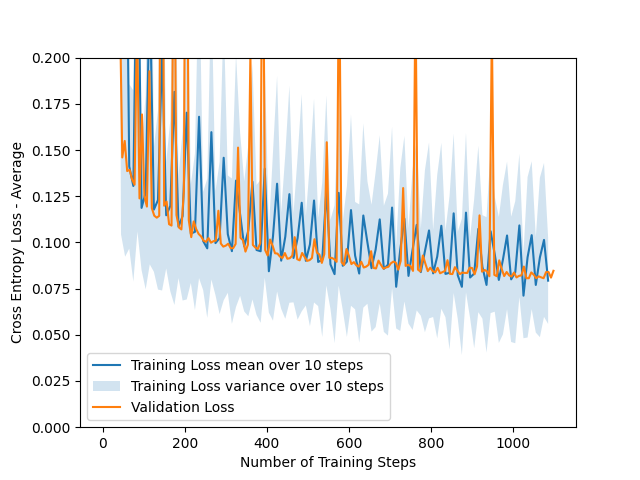 0.200
0.175
0.150
0.125
0.100
0.075
0.050
0.025
0.000
Cross Entropy Loss - Average
Training Loss mean over 10 steps
Training Loss variance over 10 steps
Validation Loss
0 200 400 600 800 1000
Number of Training Steps